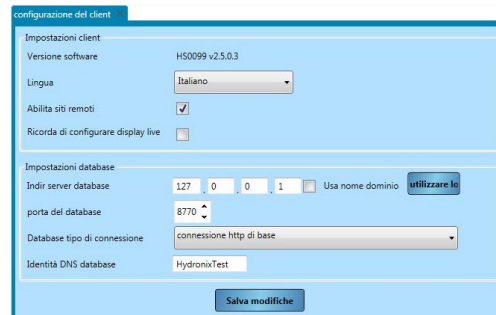 configurazione del client ×
Impostazioni client
Versione software HS0099 v2.5.0.3
Lingua Italiano
Abilita siti remoti
Ricorda di configurare display live
Impostazioni database
Indir server database 127 . 0 . 0 . 1 Usa nome dominio utilizzare lo
porta del database 8770
Database tipo di connessione connessione http di base
Identità DNS database HydronixTest
Salva modifiche